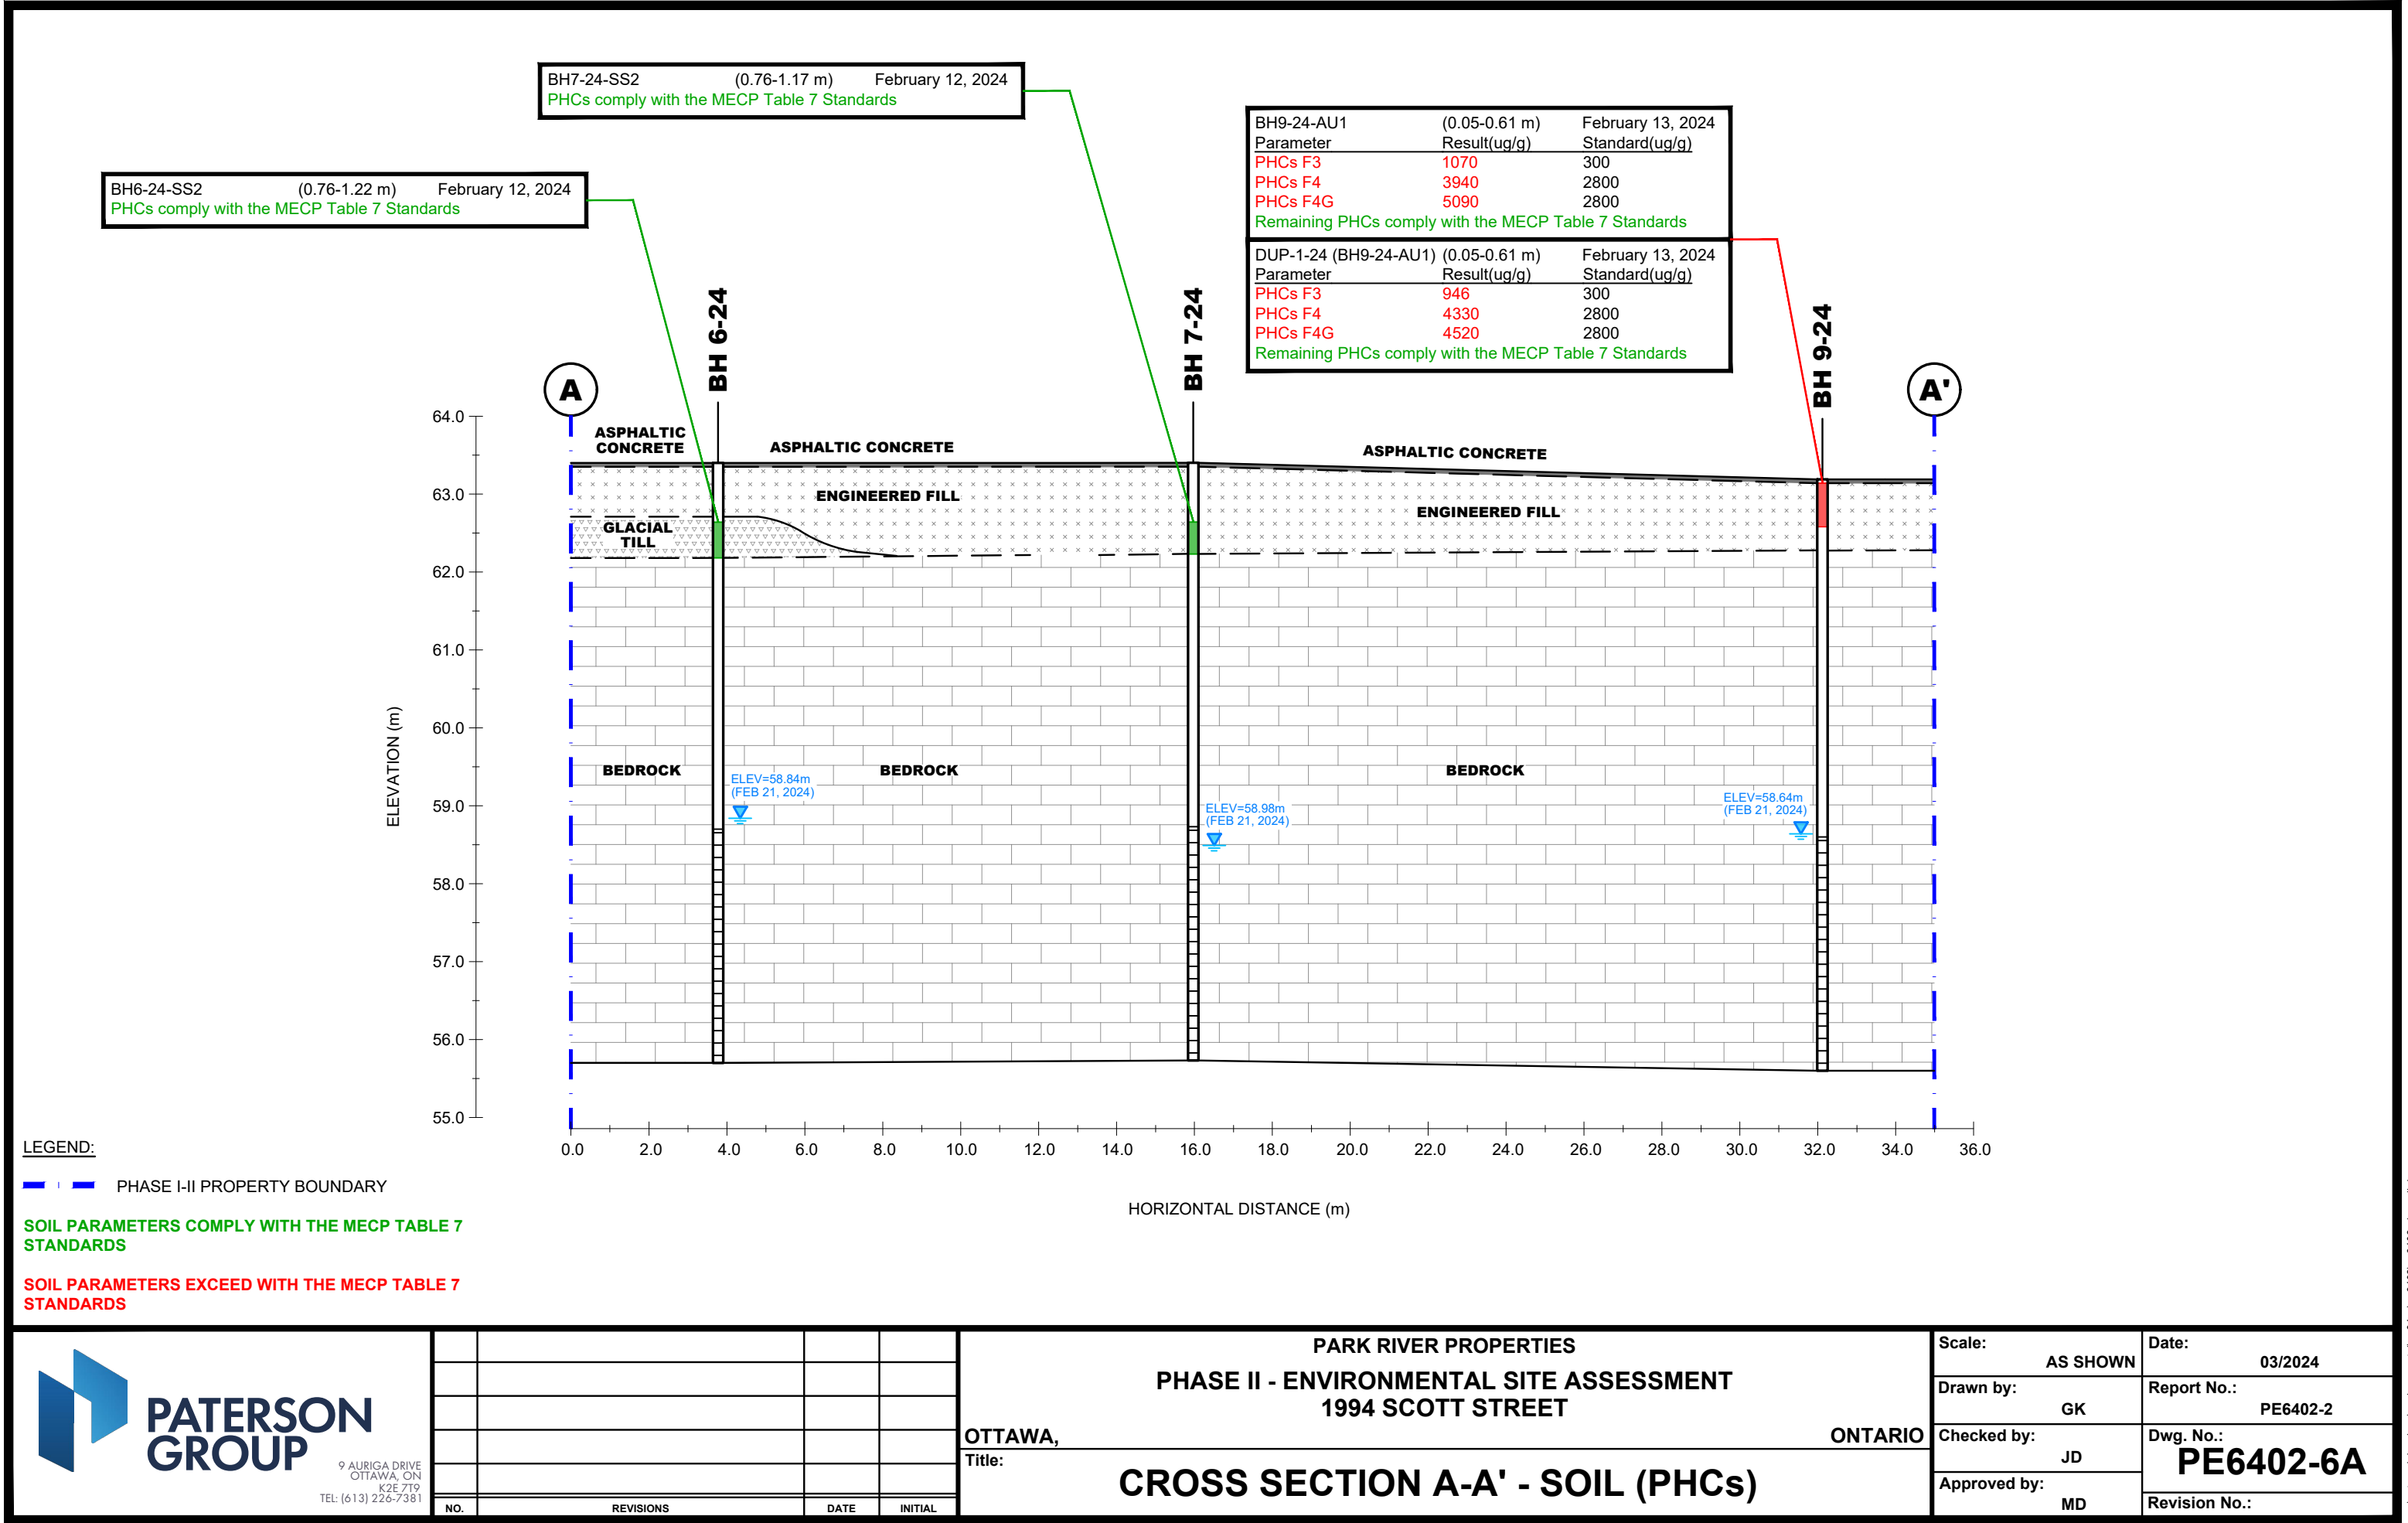 BH7-24-SS2 (0.76-1.17 m) February 12, 2024
PHCs comply with the MECP Table 7 Standards
BH6-24-SS2 (0.76-1.22 m) February 12, 2024
PHCs comply with the MECP Table 7 Standards
BH9-24-AU1 (0.05-0.61 m) February 13, 2024
Parameter Result(ug/g) Standard(ug/g)
PHCs F3 1070 300
PHCs F4 3940 2800
PHCs F4G 5090 2800
Remaining PHCs comply with the MECP Table 7 Standards
DUP-1-24 (BH9-24-AU1) (0.05-0.61 m) February 13, 2024
Parameter Result(ug/g) Standard(ug/g)
PHCs F3 946 300
PHCs F4 4330 2800
PHCs F4G 4520 2800
Remaining PHCs comply with the MECP Table 7 Standards
BH 6-24
BH 7-24
BH 9-24
A
A'
64.0
63.0
62.0
61.0
60.0
59.0
58.0
57.0
56.0
55.0
ELEVATION (m)
ASPHALTIC
CONCRETE
ASPHALTIC CONCRETE
ASPHALTIC CONCRETE
ENGINEERED FILL
ENGINEERED FILL
GLACIAL
TILL
BEDROCK
BEDROCK
BEDROCK
ELEV=58.84m
(FEB 21, 2024)
ELEV=58.98m
(FEB 21, 2024)
ELEV=58.64m
(FEB 21, 2024)
0.0 2.0 4.0 6.0 8.0 10.0 12.0 14.0 16.0 18.0 20.0 22.0 24.0 26.0 28.0 30.0 32.0 34.0 36.0
HORIZONTAL DISTANCE (m)
LEGEND:
PHASE I-II PROPERTY BOUNDARY
SOIL PARAMETERS COMPLY WITH THE MECP TABLE 7
STANDARDS
SOIL PARAMETERS EXCEED WITH THE MECP TABLE 7
STANDARDS
PATERSON
GROUP
9 AURIGA DRIVE
OTTAWA, ON
K2E 7T9
TEL: (613) 226-7381
NO. REVISIONS DATE INITIAL
PARK RIVER PROPERTIES
PHASE II - ENVIRONMENTAL SITE ASSESSMENT
1994 SCOTT STREET
OTTAWA, ONTARIO
Title:
CROSS SECTION A-A' - SOIL (PHCs)
Scale:
AS SHOWN
Date:
03/2024
Drawn by:
GK
Report No.:
PE6402-2
Checked by:
JD
Dwg. No.:
PE6402-6A
Approved by:
MD
Revision No.: